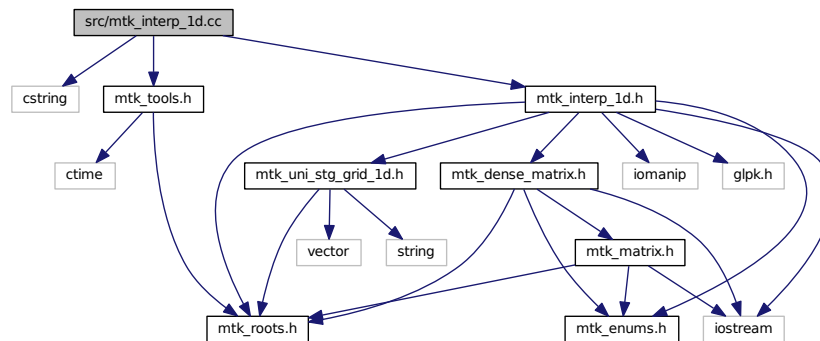 src/mtk_interp_1d.cc
cstring
mtk_tools.h
mtk_interp_1d.h
ctime
mtk_uni_stg_grid_1d.h
mtk_dense_matrix.h
iomanip
glpk.h
vector
string
mtk_matrix.h
mtk_roots.h
mtk_enums.h
iostream